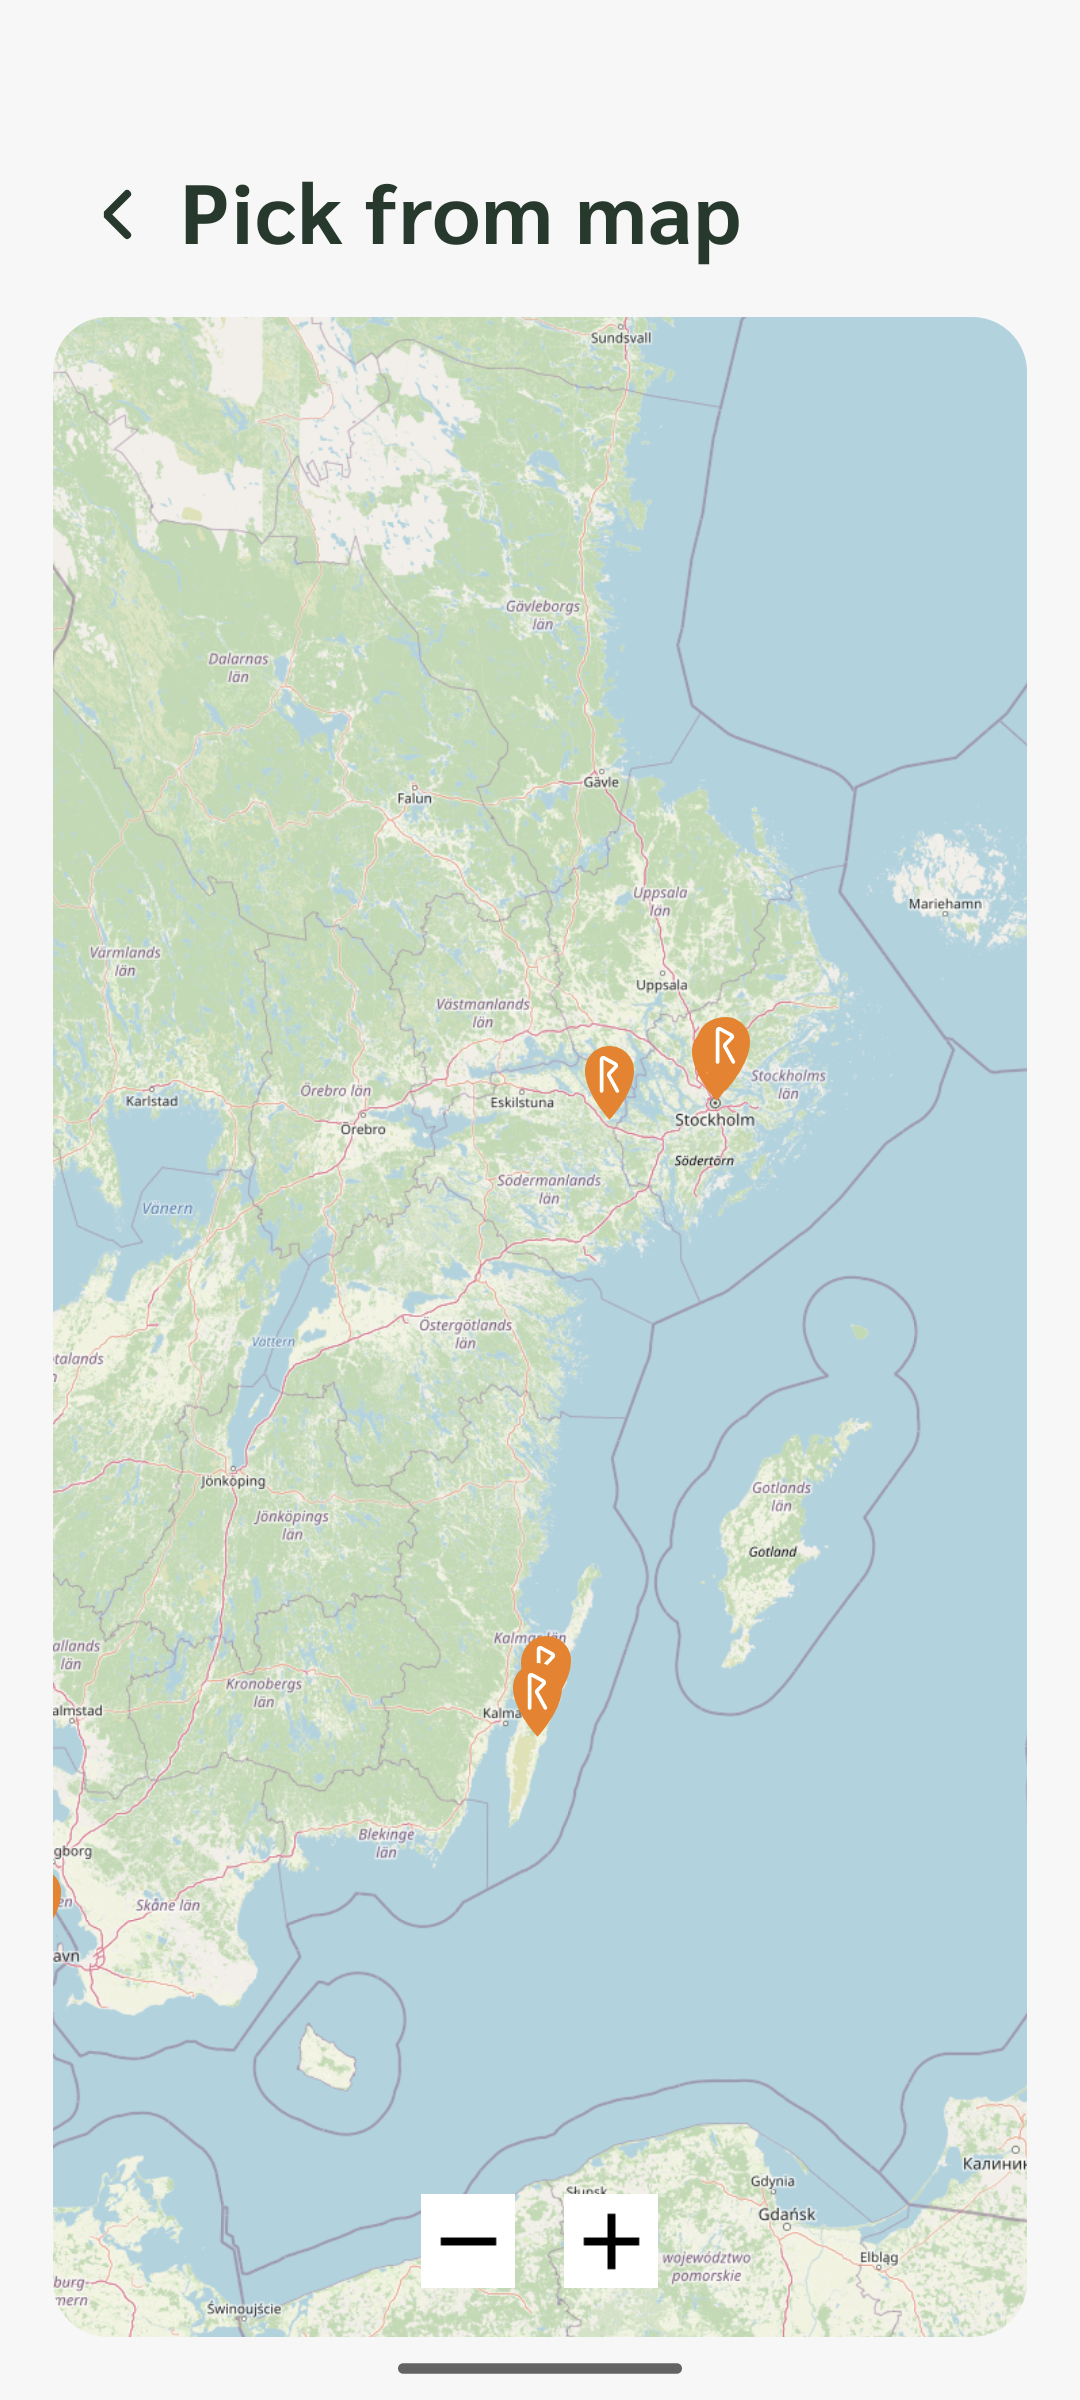 Pick from map
Sundsvall
Gävleborgs
län
Dalarnas
län
Gävle
Falun
Uppsala
län
Mariehamn
Värmlands
län
Uppsala
Västmanlands
län
Stockholms
län
Örebro län
Karlstad
Eskilstuna
Örebro
Stockholm
Södertörn
Södermanlands
län
Vänern
Östergötlands
län
Vättern
talands
Jönköping
Gotlands
län
Jönköpings
län
Gotland
Kalmar län
allands
län
Kronobergs
län
almstad
Kalma
Blekinge
län
gborg
Skåne län
en
avn
Калинин
Gdynia
Słupsk
Gdańsk
województwo
pomorskie
Elbląg
burg-
mern
Świnoujście